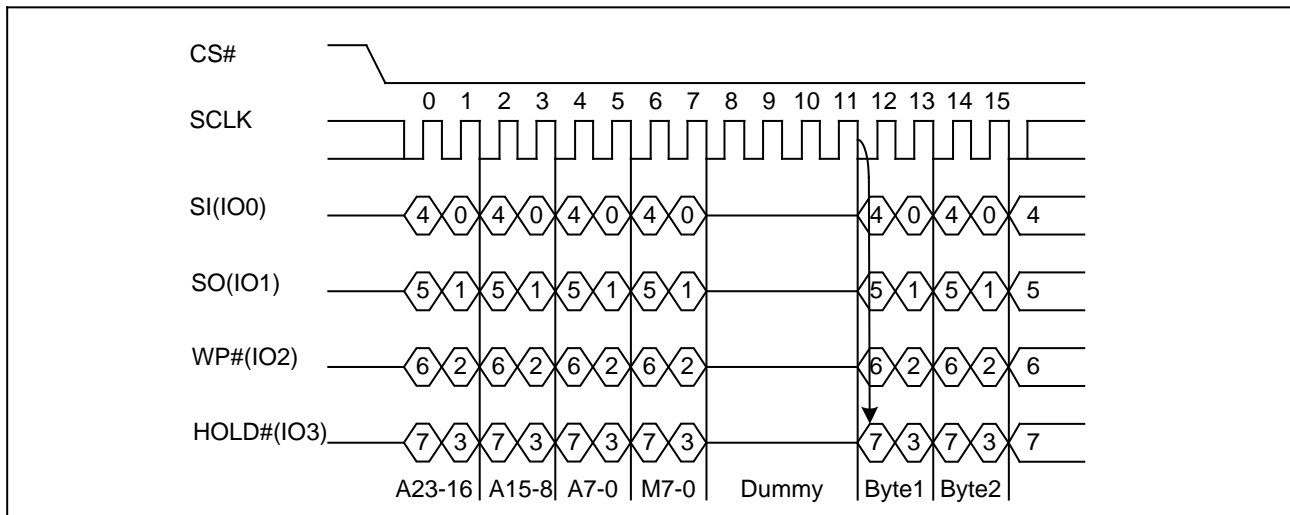 CS#
0 1 2 3 4 5 6 7 8 9 10 11 12 13 14 15
SCLK
SI(IO0) 4 0 4 0 4 0 4 0 4 0 4 0 4
SO(IO1) 5 1 5 1 5 1 5 1 5 1 5 1 5
WP#(IO2) 6 2 6 2 6 2 6 2 6 2 6 2 6
HOLD#(IO3) 7 3 7 3 7 3 7 3 7 3 7 3 7
A23-16 A15-8 A7-0 M7-0 Dummy Byte1 Byte2